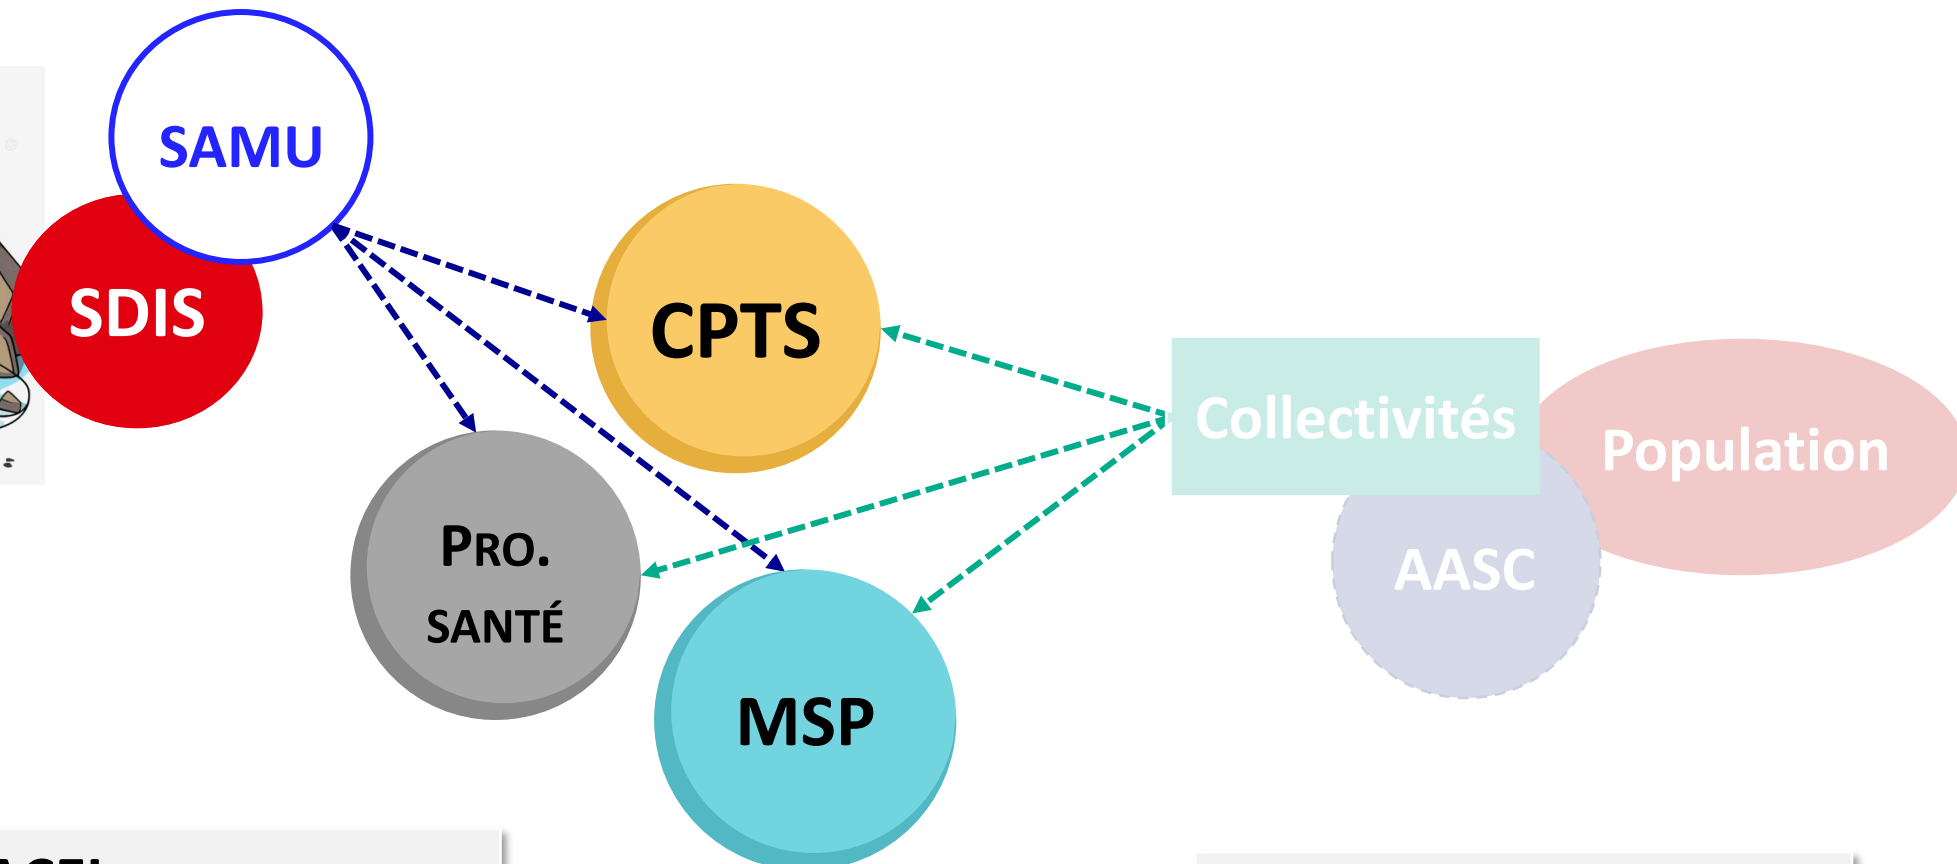 SAMU
SDIS
CPTS
Collectivités
Population
PRO.
SANTÉ
AASC
MSP